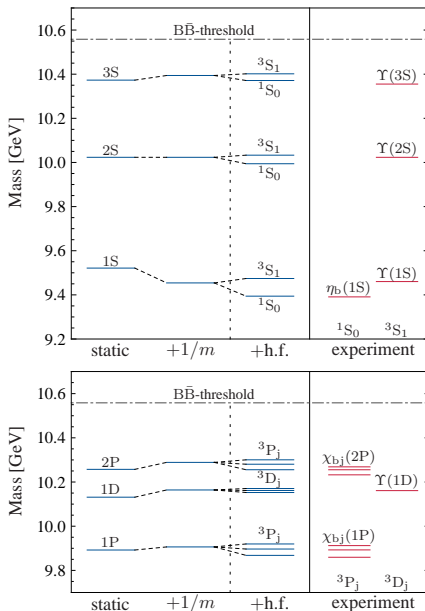 BB̄-threshold
10.6
10.4
10.2
10.0
9.8
9.6
9.4
9.2
Mass [GeV]
3S
³S₁
¹S₀
Υ(3S)
2S
³S₁
¹S₀
Υ(2S)
1S
³S₁
¹S₀
η_b(1S)
Υ(1S)
¹S₀ ³S₁
static +1/m +h.f. experiment
BB̄-threshold
10.6
10.4
10.2
10.0
9.8
Mass [GeV]
2P
³P_j
χ_bj(2P)
1D
³D_j
Υ(1D)
1P
³P_j
χ_bj(1P)
³P_j ³D_j
static +1/m +h.f. experiment